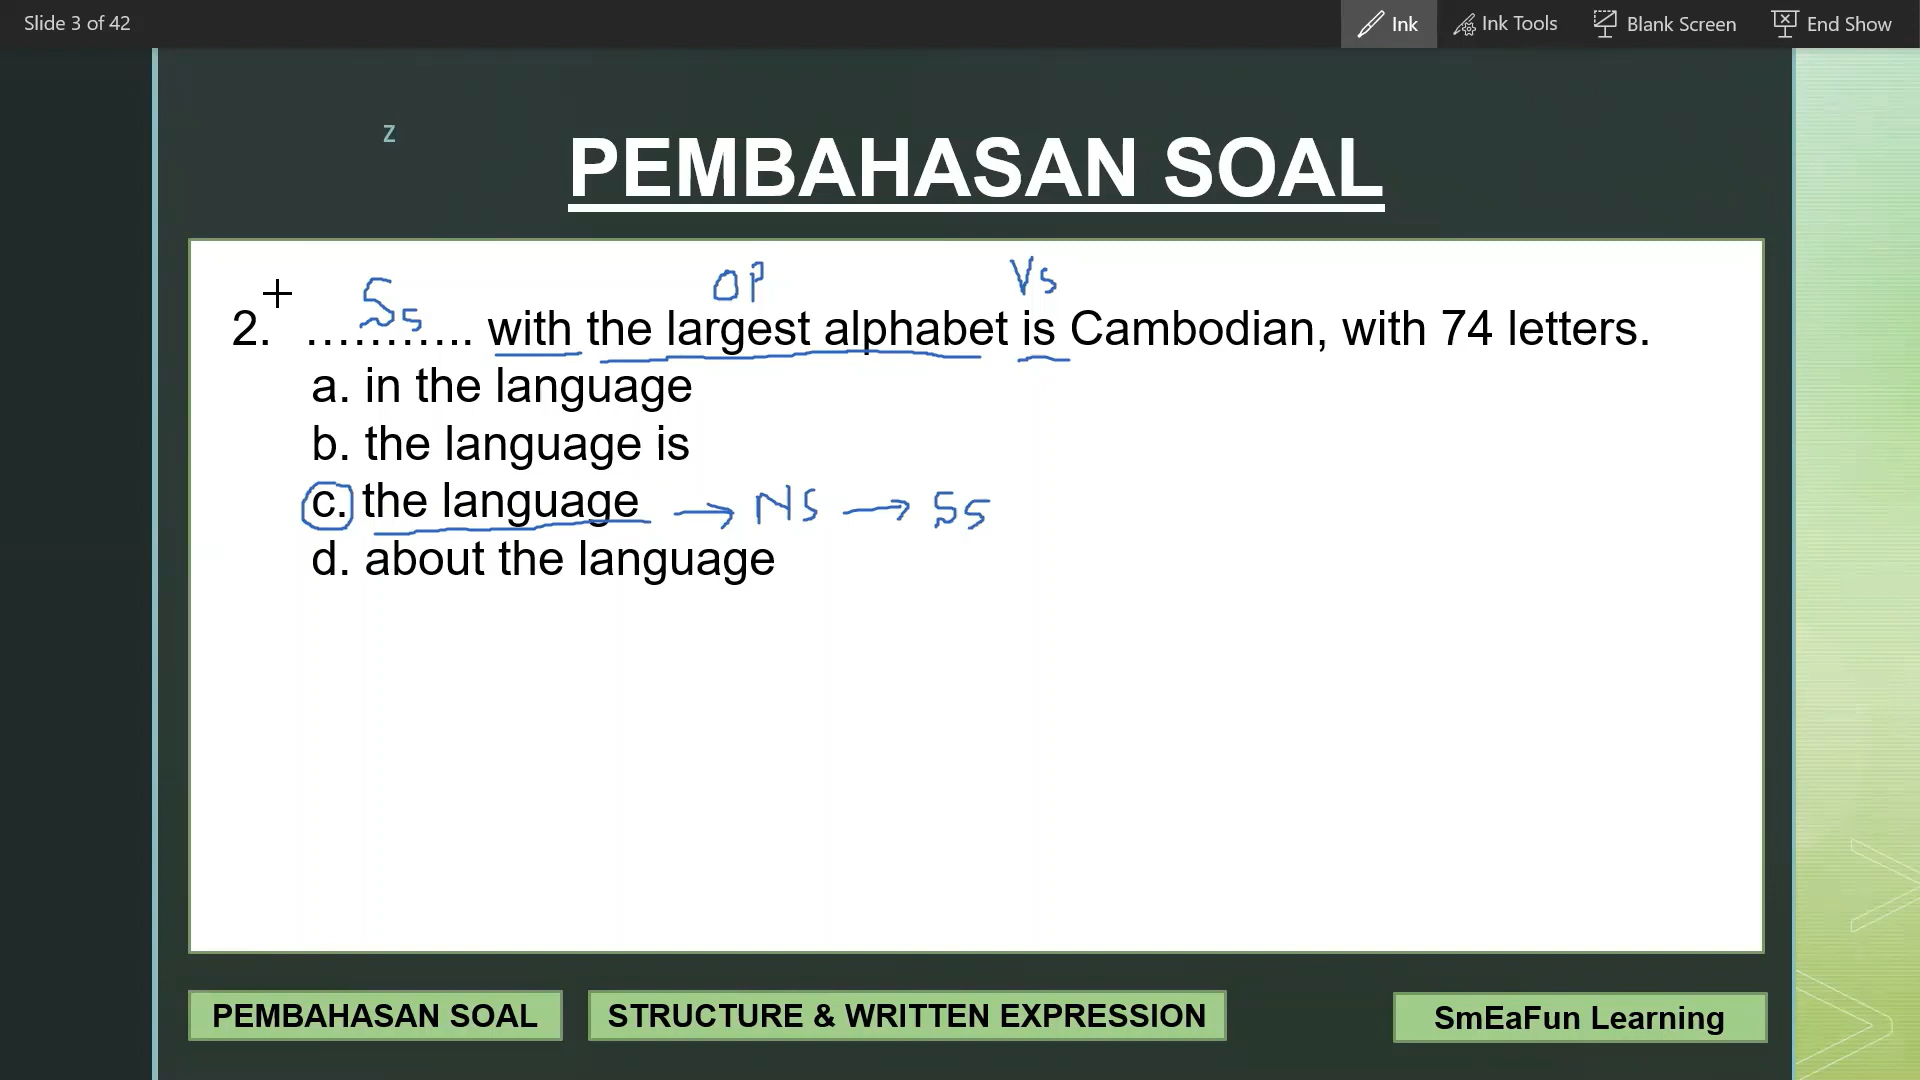 Slide 3 of 42
Ink
Ink Tools
Blank Screen
End Show
z
PEMBAHASAN SOAL
Ss OP Vs
2. ……….. with the largest alphabet is Cambodian, with 74 letters.
a. in the language
b. the language is
c. the language → NS → Ss
d. about the language
PEMBAHASAN SOAL
STRUCTURE & WRITTEN EXPRESSION
SmEaFun Learning